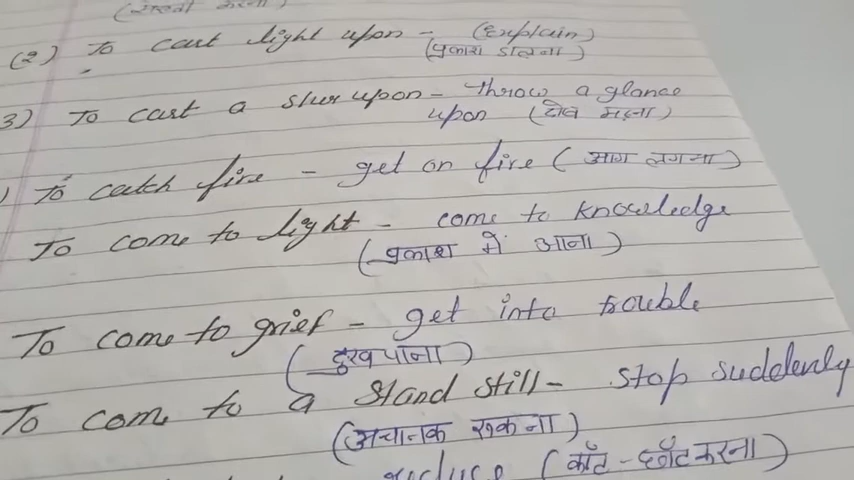 (2) To cast light upon - (Explain)
(प्रकाश डालना)
3) To cast a slur upon - throw a glance
upon (दोष मढ़ना)
) To catch fire - get on fire (आग लगना)
To come to light - come to knowledge
(प्रकाश में आना)
To come to grief - get into trouble
(दुख पाना)
To come to a stand still - stop suddenly
(अचानक रुकना)
reduce (काँट-छाँट करना)